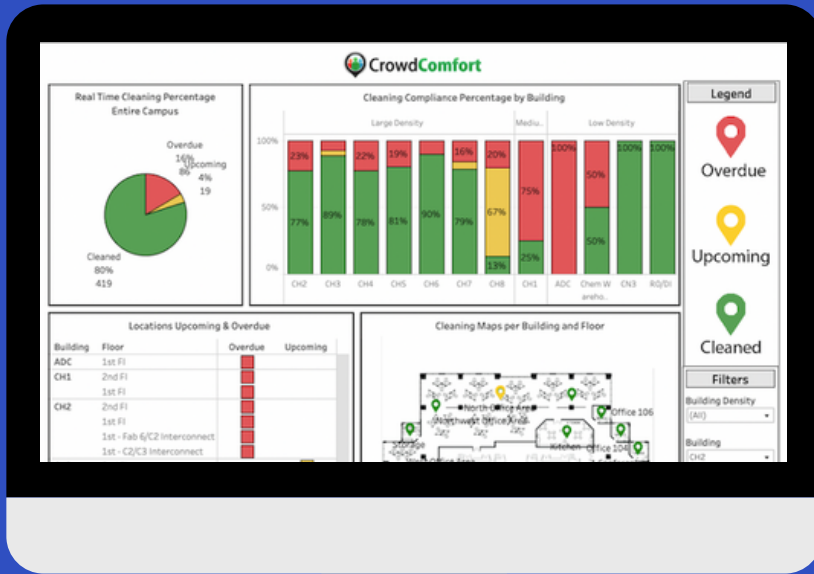 CrowdComfort
Real Time Cleaning Percentage
Entire Campus
Overdue
16%
86
Upcoming
4%
19
Cleaned
80%
419
Cleaning Compliance Percentage by Building
Large Density
Mediu..
Low Density
100%
50%
0%
23%
22%
19%
16%
20%
75%
100%
50%
100%
100%
77%
89%
78%
81%
90%
79%
67%
13%
25%
50%
CH2
CH3
CH4
CH5
CH6
CH7
CH8
CH1
ADC
Chem W
areho..
CN3
RO/DI
Legend
Overdue
Upcoming
Cleaned
Filters
Building Density
(All)
Building
CH2
Locations Upcoming & Overdue
Building Floor Overdue Upcoming
ADC 1st Fl
CH1 2nd Fl
1st Fl
CH2 2nd Fl
1st Fl
1st - Fab 6/C2 Interconnect
1st - C2/C3 Interconnect
Cleaning Maps per Building and Floor
North Office Area
Northwest Office Area
Office 106
Storage
Kitchen
Office 104